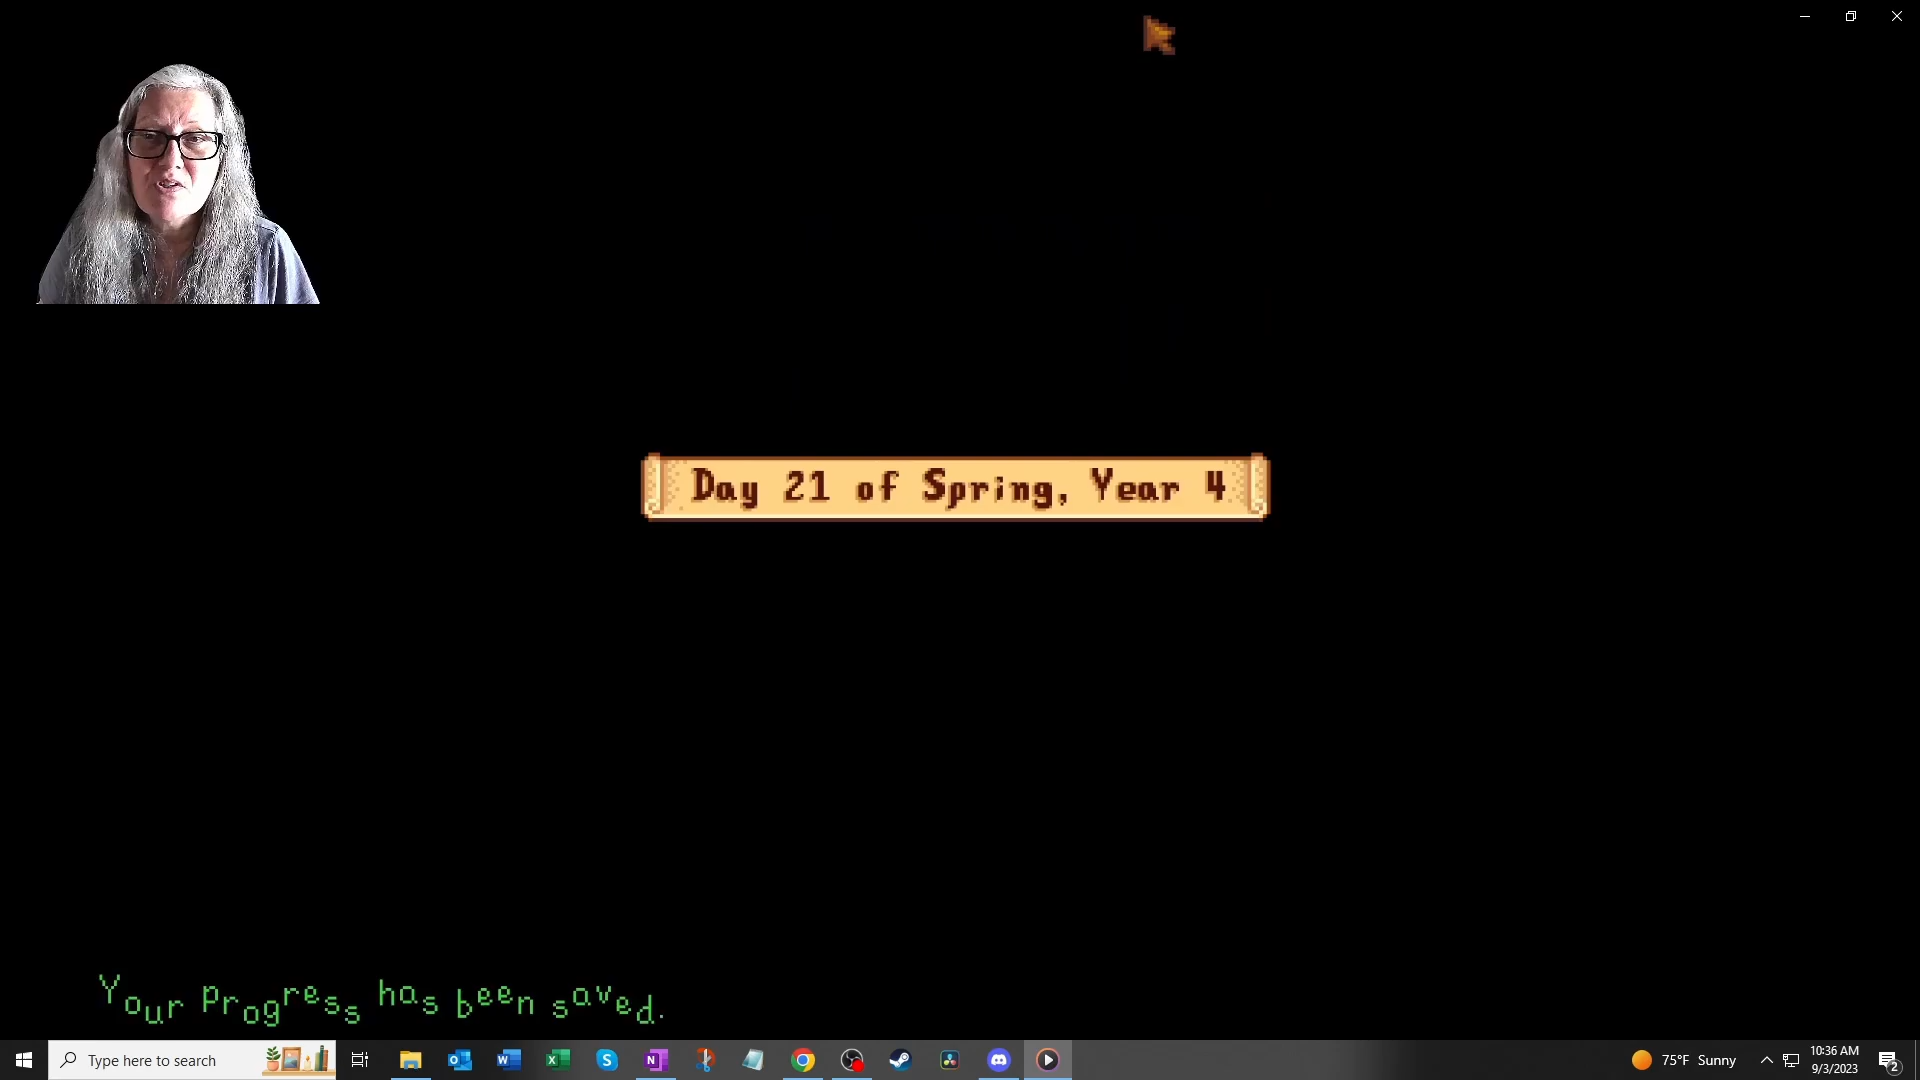 Day 21 of Spring, Year 4
Your progress has been saved.
Type here to search
75°F Sunny
10:36 AM
9/3/2023
2